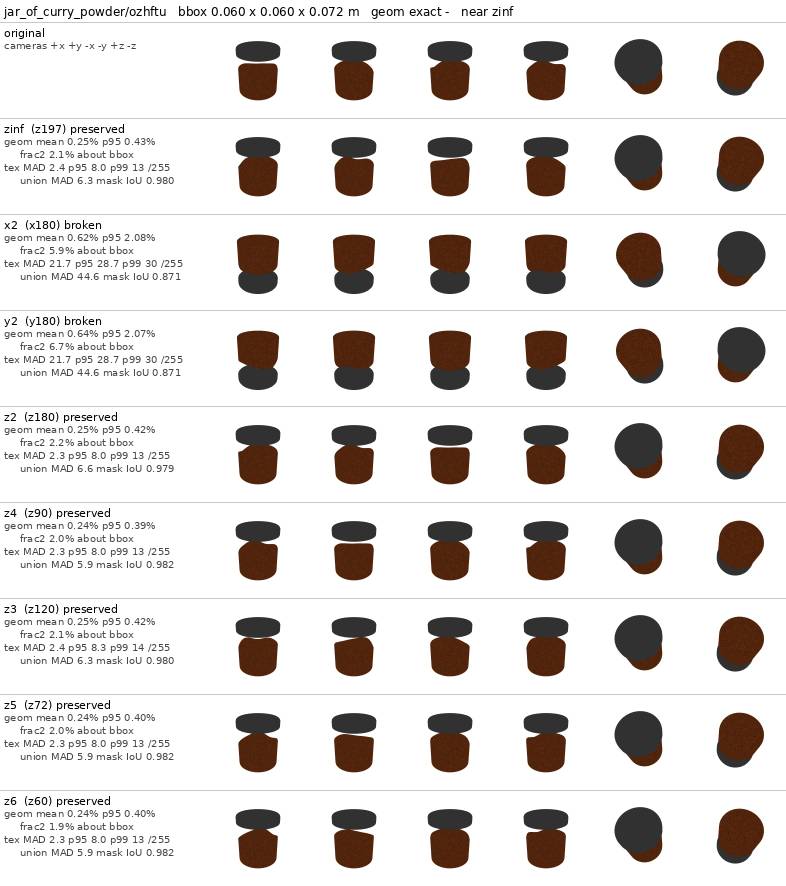 jar_of_curry_powder/ozhftu   bbox 0.060 x 0.060 x 0.072 m   geom exact -   near zinf
original
cameras +x +y -x -y +z -z
zinf  (z197) preserved
geom mean 0.25% p95 0.43%
frac2 2.1% about bbox
tex MAD 2.4 p95 8.0 p99 13 /255
union MAD 6.3 mask IoU 0.980
x2  (x180) broken
geom mean 0.62% p95 2.08%
frac2 5.9% about bbox
tex MAD 21.7 p95 28.7 p99 30 /255
union MAD 44.6 mask IoU 0.871
y2  (y180) broken
geom mean 0.64% p95 2.07%
frac2 6.7% about bbox
tex MAD 21.7 p95 28.7 p99 30 /255
union MAD 44.6 mask IoU 0.871
z2  (z180) preserved
geom mean 0.25% p95 0.42%
frac2 2.2% about bbox
tex MAD 2.3 p95 8.0 p99 13 /255
union MAD 6.6 mask IoU 0.979
z4  (z90) preserved
geom mean 0.24% p95 0.39%
frac2 2.0% about bbox
tex MAD 2.3 p95 8.0 p99 13 /255
union MAD 5.9 mask IoU 0.982
z3  (z120) preserved
geom mean 0.25% p95 0.42%
frac2 2.1% about bbox
tex MAD 2.4 p95 8.3 p99 14 /255
union MAD 6.3 mask IoU 0.980
z5  (z72) preserved
geom mean 0.24% p95 0.40%
frac2 2.0% about bbox
tex MAD 2.3 p95 8.0 p99 13 /255
union MAD 5.9 mask IoU 0.982
z6  (z60) preserved
geom mean 0.24% p95 0.40%
frac2 1.9% about bbox
tex MAD 2.3 p95 8.0 p99 13 /255
union MAD 5.9 mask IoU 0.982